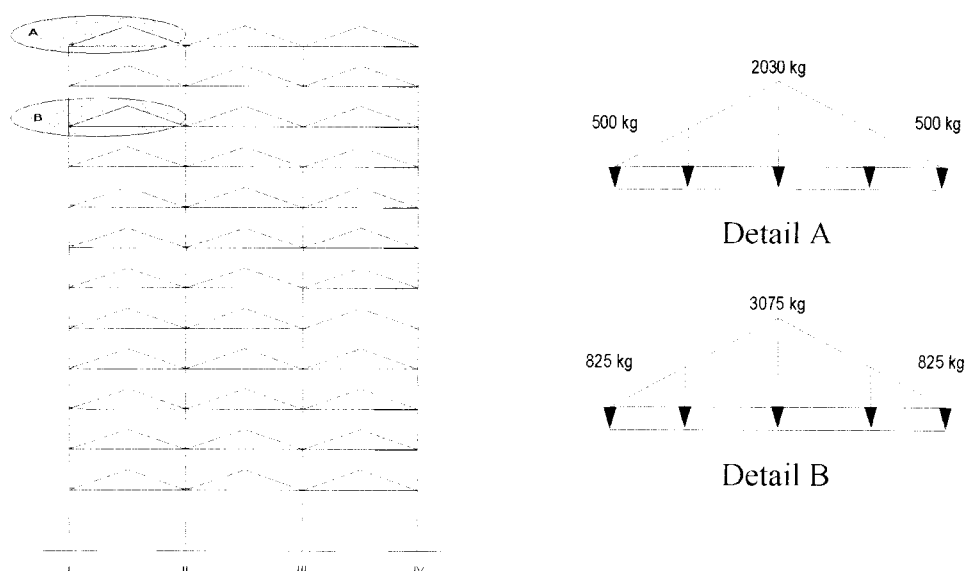 A
B
2030 kg
500 kg
500 kg
Detail A
3075 kg
825 kg
825 kg
Detail B
I
II
III
IV